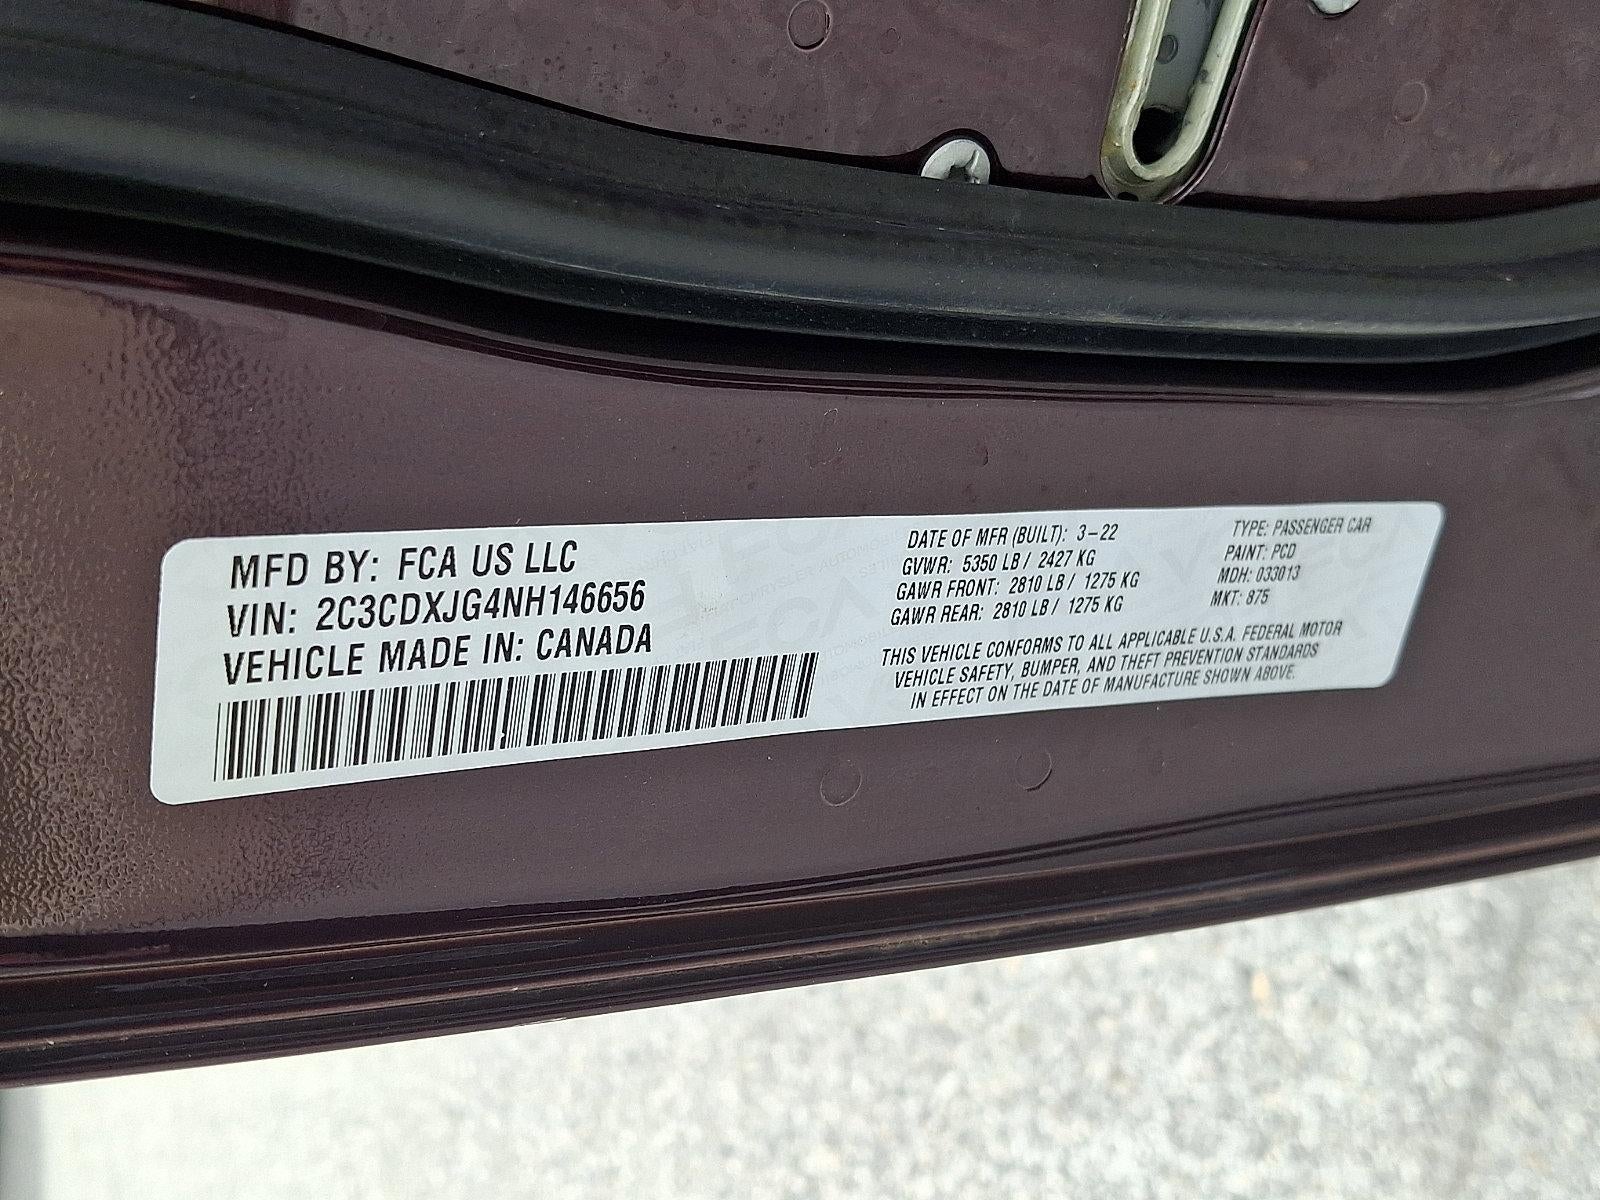 MFD BY: FCA US LLC
VIN: 2C3CDXJG4NH146656
VEHICLE MADE IN: CANADA
DATE OF MFR (BUILT): 3-22
GVWR: 5350 LB / 2427 KG
GAWR FRONT: 2810 LB / 1275 KG
GAWR REAR: 2810 LB / 1275 KG
TYPE: PASSENGER CAR
PAINT: PCD
MDH: 033013
MKT: 875
THIS VEHICLE CONFORMS TO ALL APPLICABLE U.S.A. FEDERAL MOTOR
VEHICLE SAFETY, BUMPER, AND THEFT PREVENTION STANDARDS
IN EFFECT ON THE DATE OF MANUFACTURE SHOWN ABOVE.